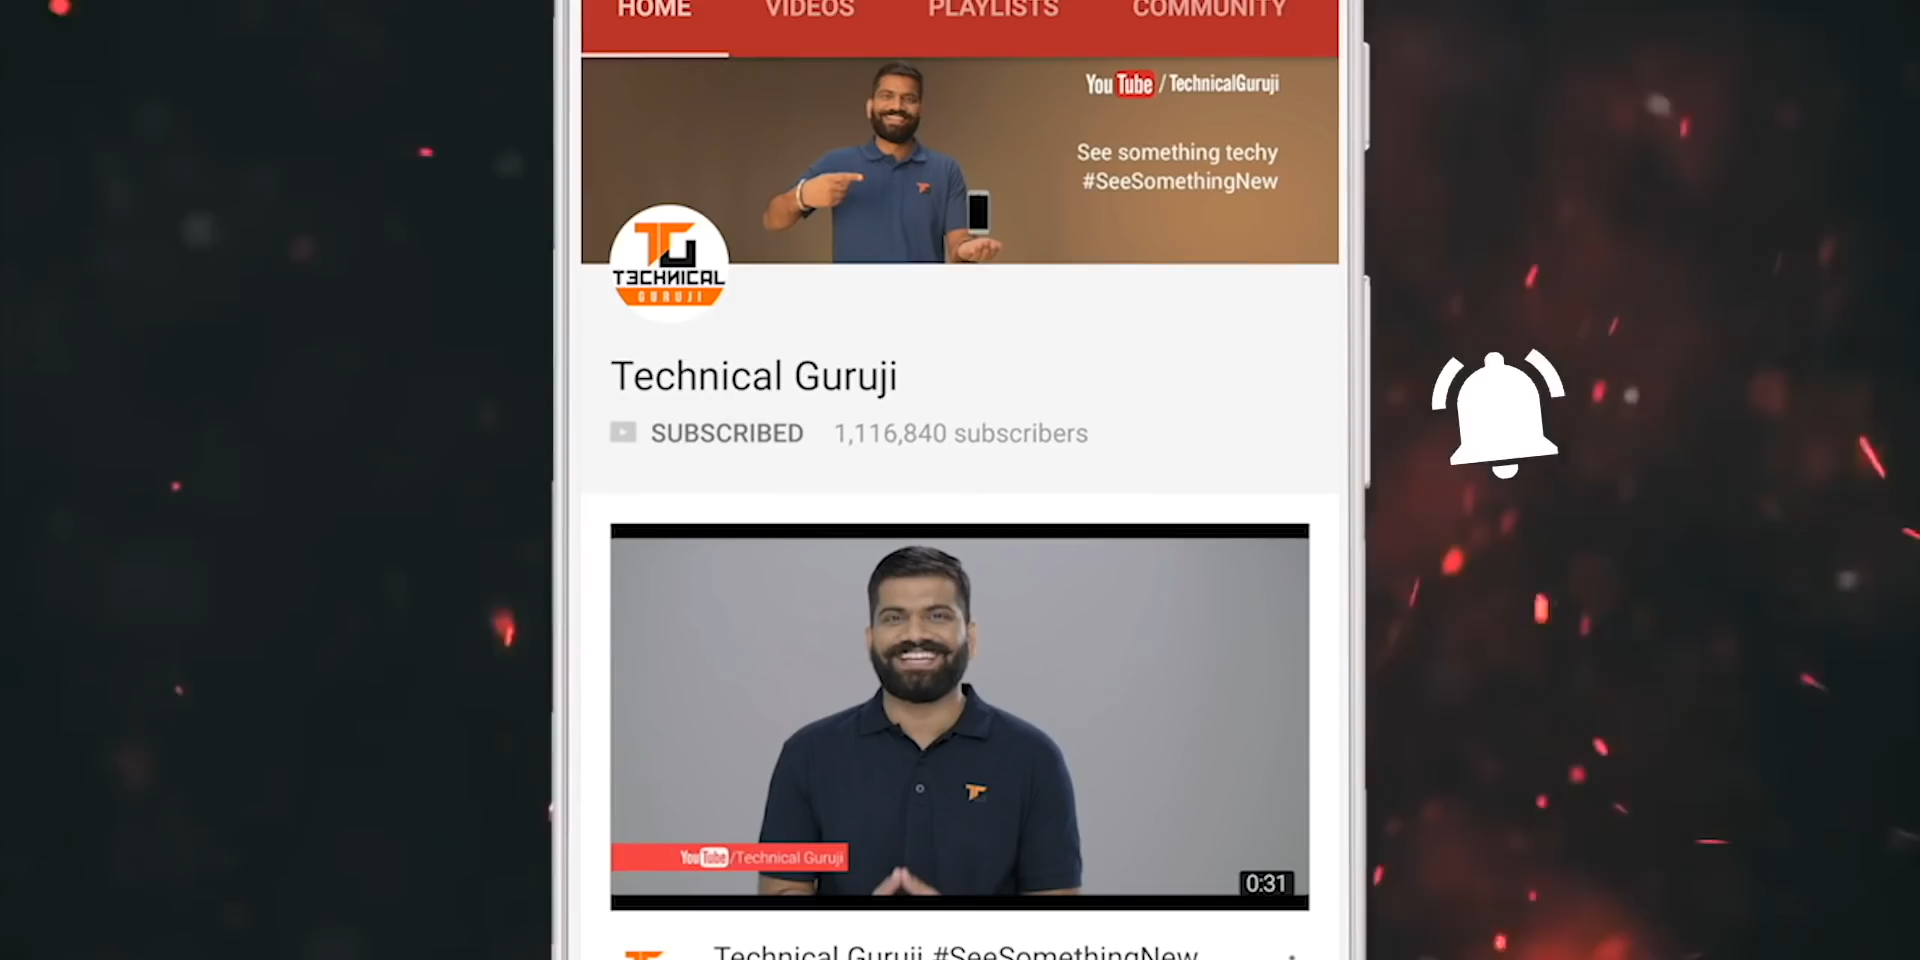 HOME VIDEOS PLAYLISTS COMMUNITY
YouTube /TechnicalGuruji
See something techy
#SeeSomethingNew
TG
TECHNICAL
GURUJI
Technical Guruji
SUBSCRIBED 1,116,840 subscribers
YouTube/Technical Guruji
0:31
Technical Guruji #SeeSomethingNew